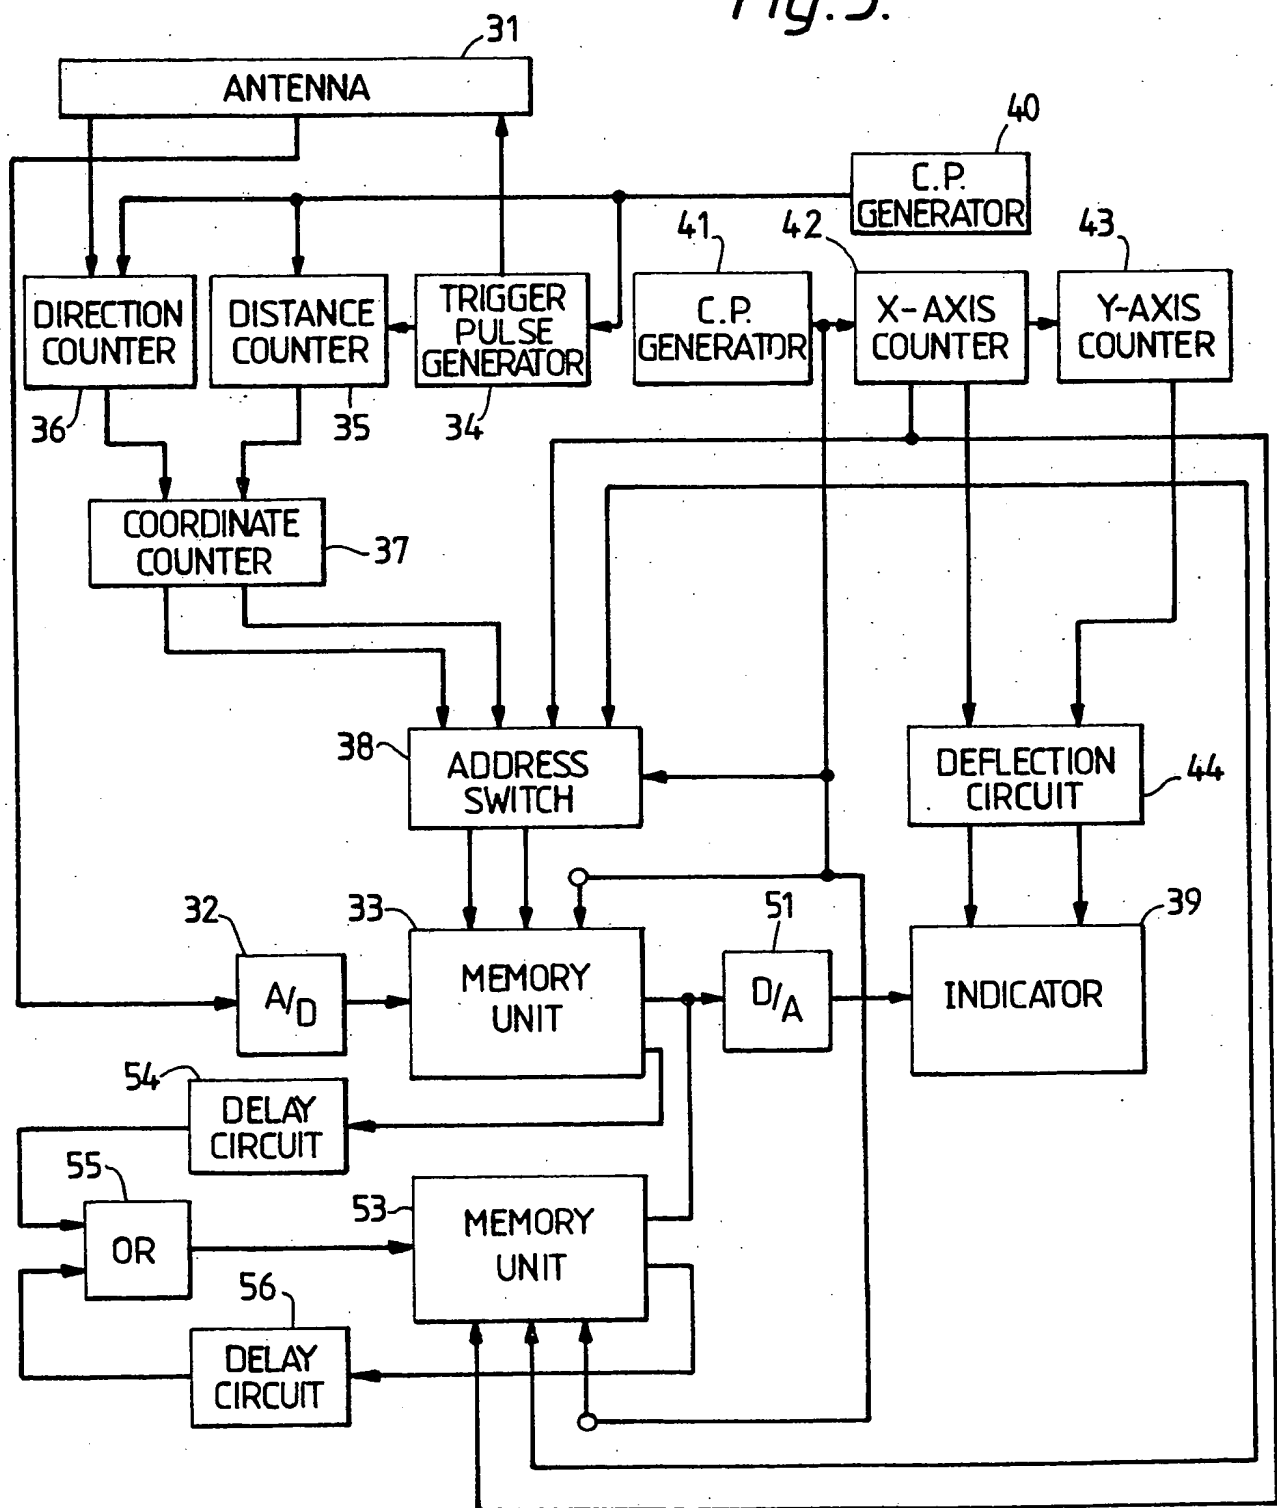 Fig.5.
31
ANTENNA
40
C.P.
GENERATOR
41
42
43
DIRECTION
COUNTER
DISTANCE
COUNTER
TRIGGER
PULSE
GENERATOR
C.P.
GENERATOR
X-AXIS
COUNTER
Y-AXIS
COUNTER
36
35
34
COORDINATE
COUNTER
37
38
ADDRESS
SWITCH
DEFLECTION
CIRCUIT
44
32
33
51
39
A/D
MEMORY
UNIT
D/A
INDICATOR
54
DELAY
CIRCUIT
55
OR
53
MEMORY
UNIT
56
DELAY
CIRCUIT